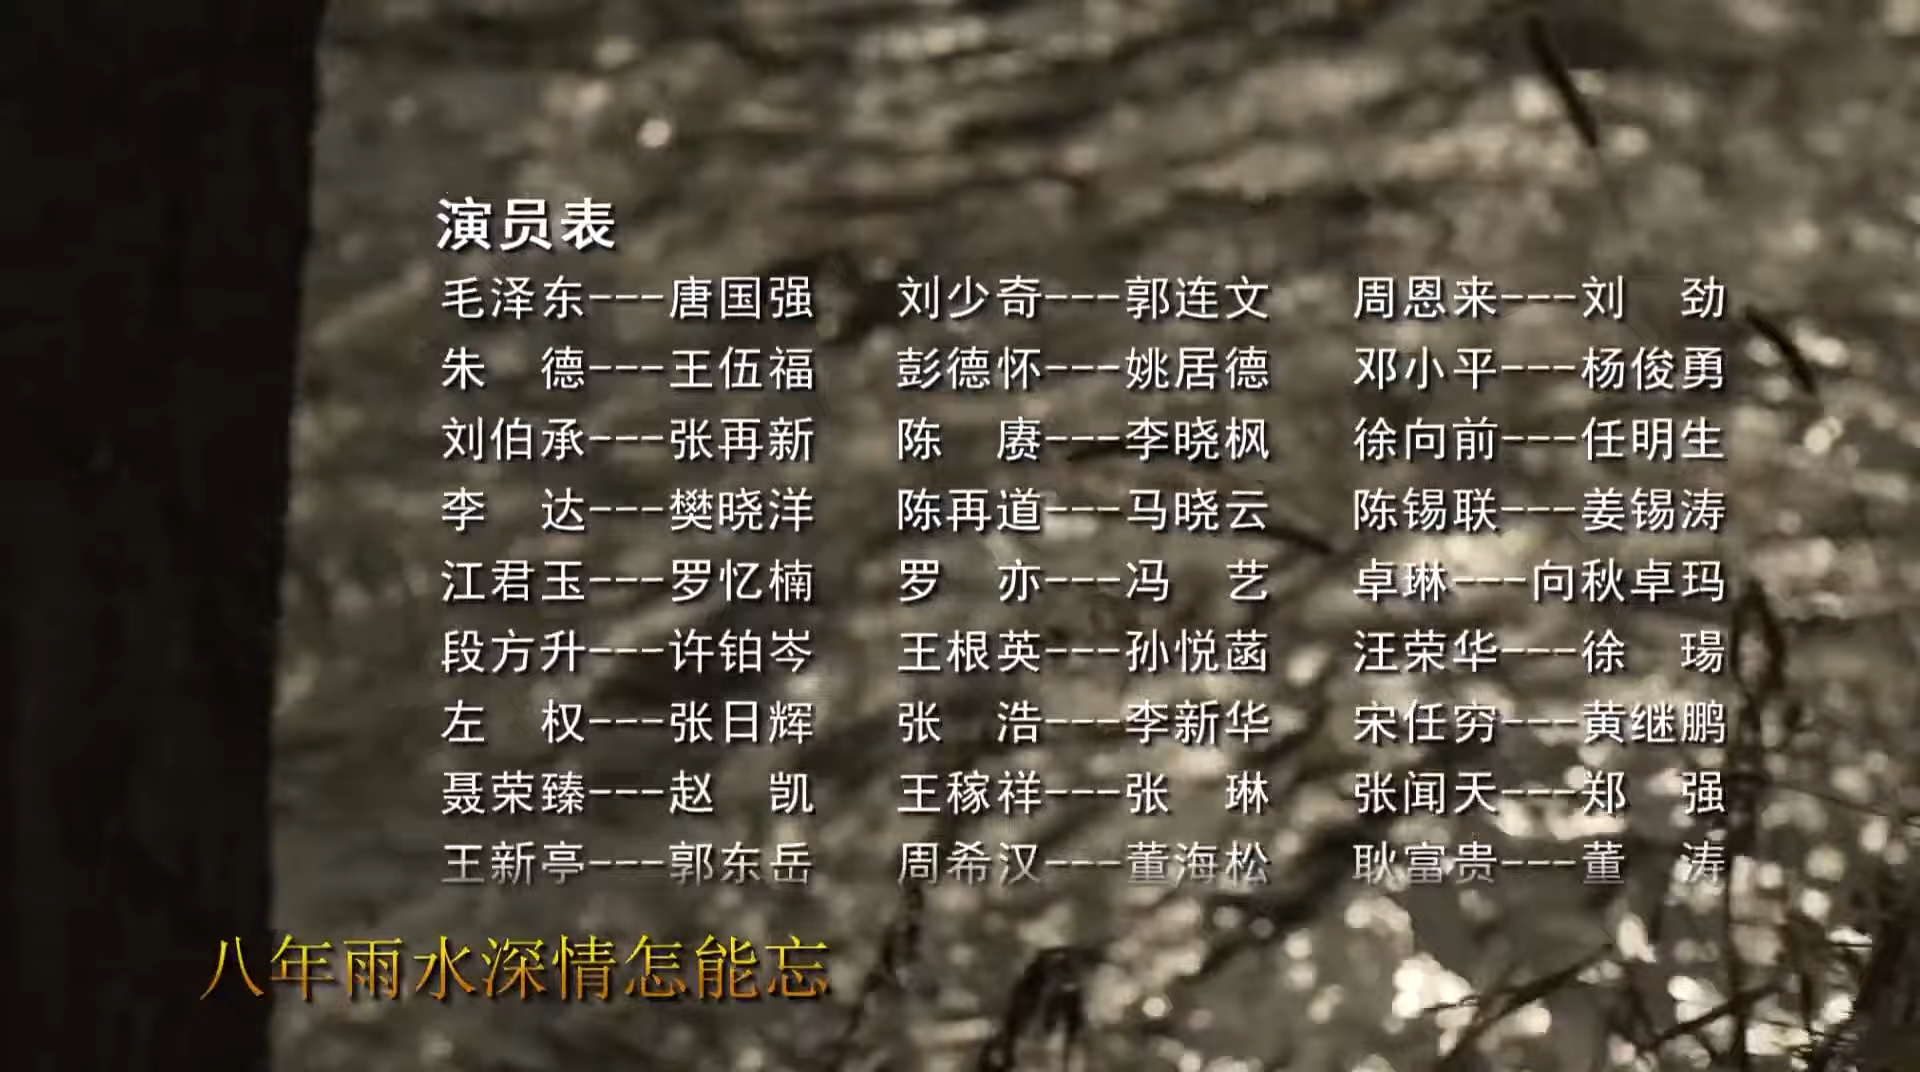 演员表
毛泽东---唐国强 刘少奇---郭连文 周恩来---刘 劲
朱 德---王伍福 彭德怀---姚居德 邓小平---杨俊勇
刘伯承---张再新 陈 赓---李晓枫 徐向前---任明生
李 达---樊晓洋 陈再道---马晓云 陈锡联---姜锡涛
江君玉---罗忆楠 罗 亦---冯 艺 卓琳---向秋卓玛
段方升---许铂岑 王根英---孙悦菡 汪荣华---徐 瑒
左 权---张日辉 张 浩---李新华 宋任穷---黄继鹏
聂荣臻---赵 凯 王稼祥---张 琳 张闻天---郑 强
王新亭---郭东岳 周希汉---董海松 耿富贵---董 涛
八年雨水深情怎能忘